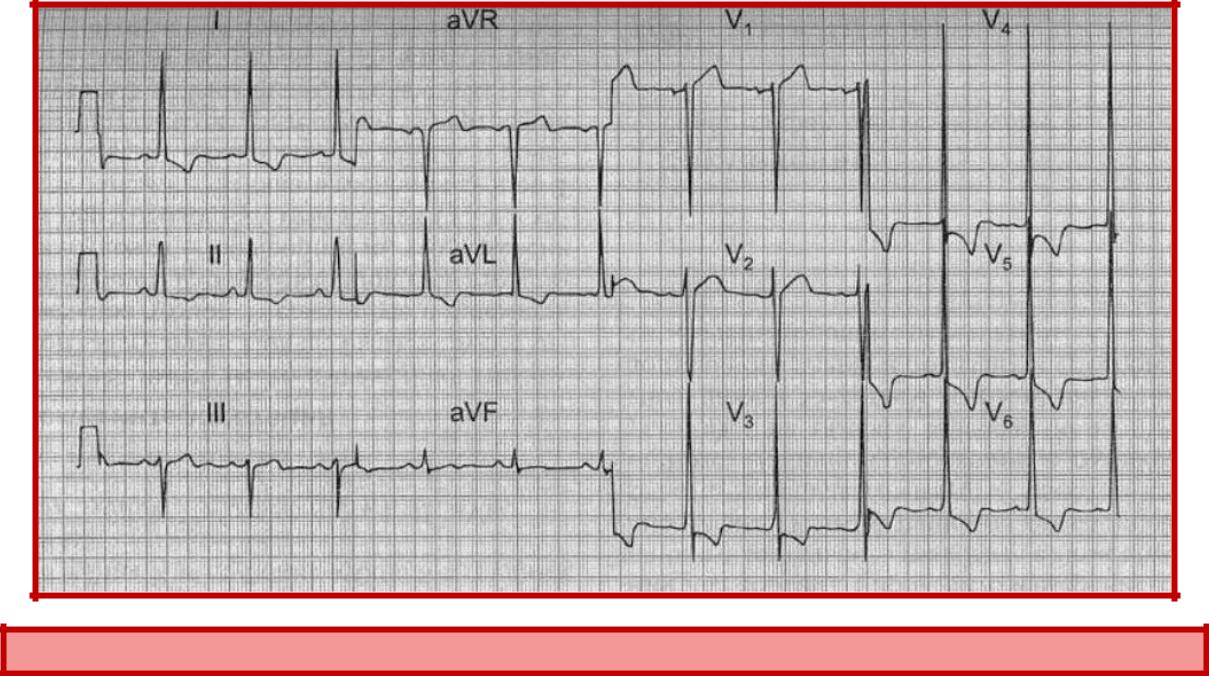 I aVR V₁ V₄
II aVL V₂ V₅
III aVF V₃ V₆